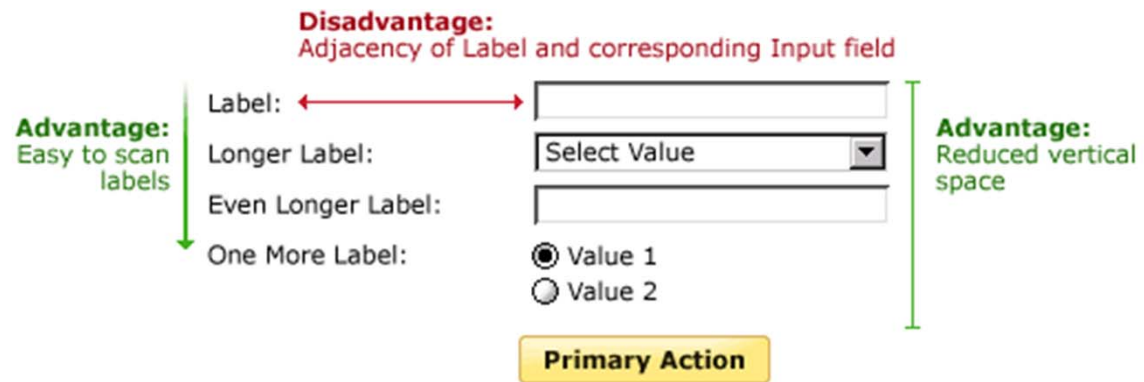 Disadvantage:
Adjacency of Label and corresponding Input field
Advantage:
Easy to scan
labels
Label:
Longer Label:
Select Value
Even Longer Label:
One More Label:
Value 1
Value 2
Advantage:
Reduced vertical
space
Primary Action